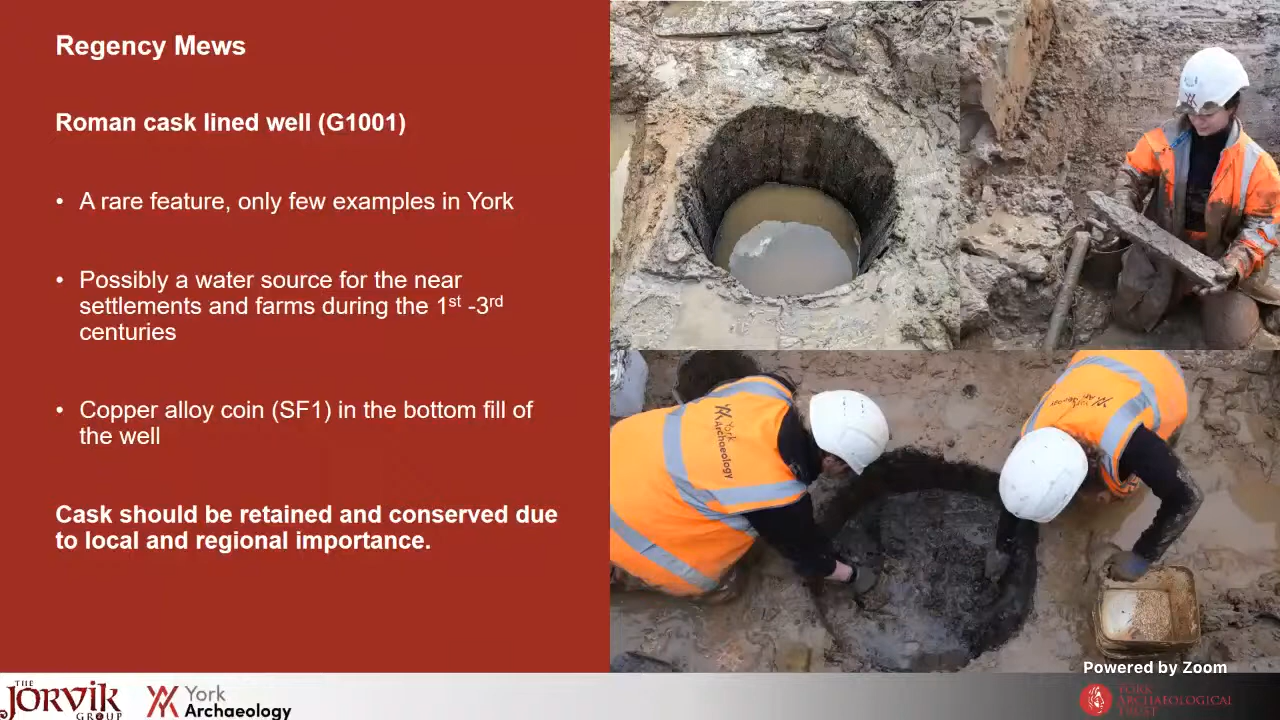 Regency Mews
Roman cask lined well (G1001)
• A rare feature, only few examples in York
• Possibly a water source for the near
settlements and farms during the 1st -3rd
centuries
• Copper alloy coin (SF1) in the bottom fill of
the well
Cask should be retained and conserved due
to local and regional importance.
York
Archaeology
Powered by Zoom
THE
JORVIK
GROUP
York
Archaeology
YORK
ARCHAEOLOGICAL
TRUST